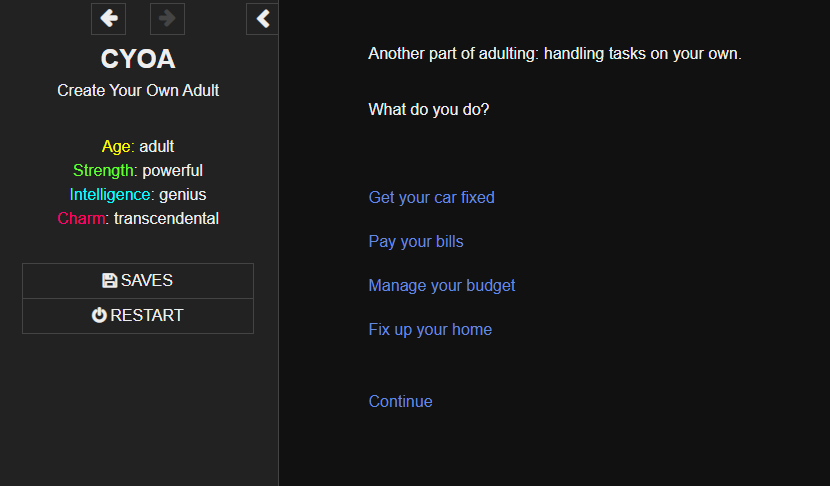 CYOA
Create Your Own Adult
Age: adult
Strength: powerful
Intelligence: genius
Charm: transcendental
SAVES
RESTART
Another part of adulting: handling tasks on your own.
What do you do?
Get your car fixed
Pay your bills
Manage your budget
Fix up your home
Continue